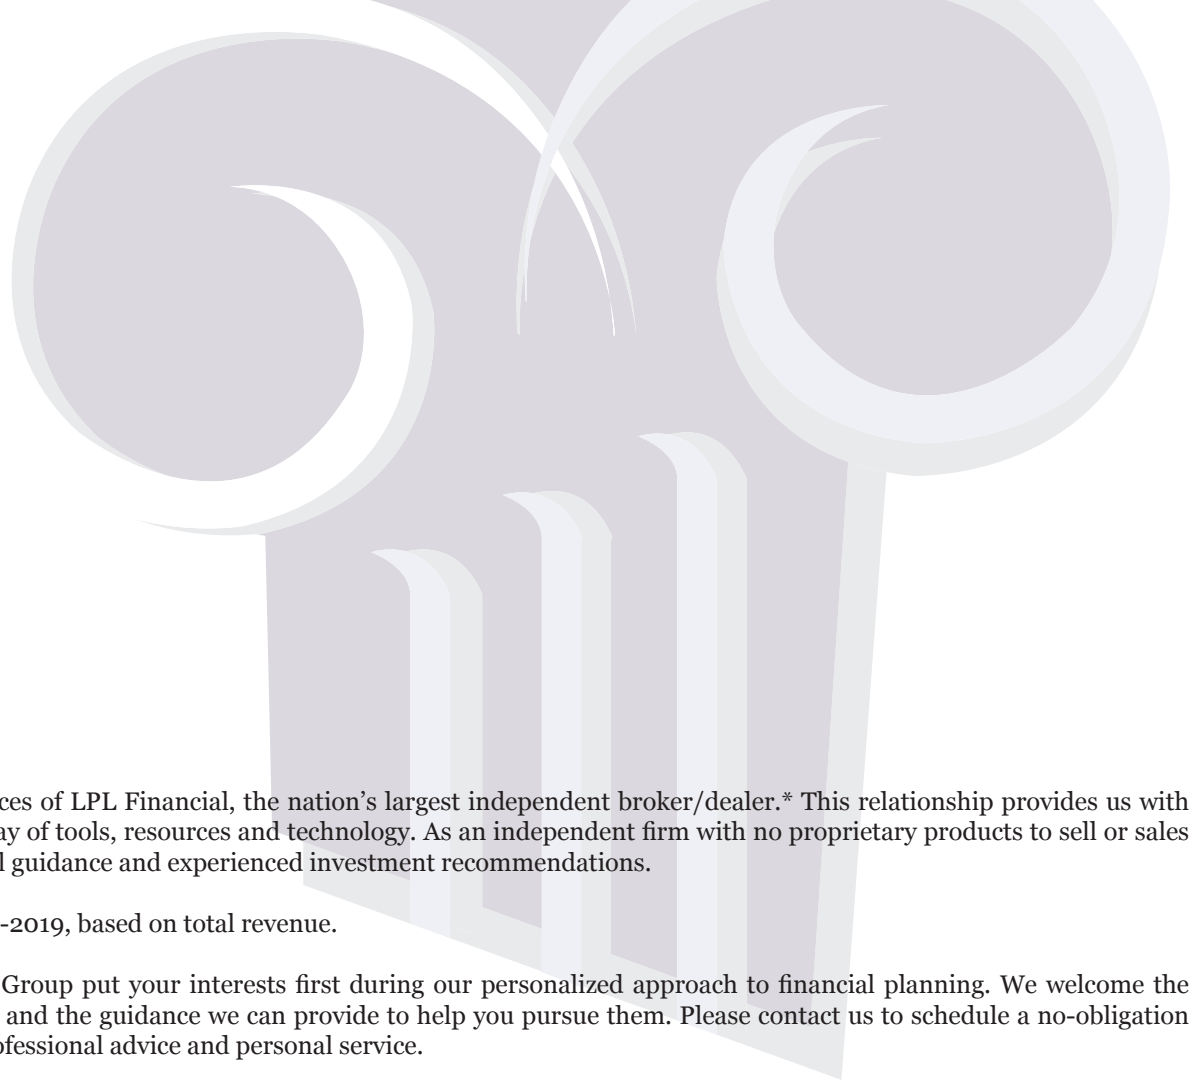 ces of LPL Financial, the nation’s largest independent broker/dealer.* This relationship provides us with
ay of tools, resources and technology. As an independent firm with no proprietary products to sell or sales
l guidance and experienced investment recommendations.
-2019, based on total revenue.
Group put your interests first during our personalized approach to financial planning. We welcome the
and the guidance we can provide to help you pursue them. Please contact us to schedule a no-obligation
ofessional advice and personal service.